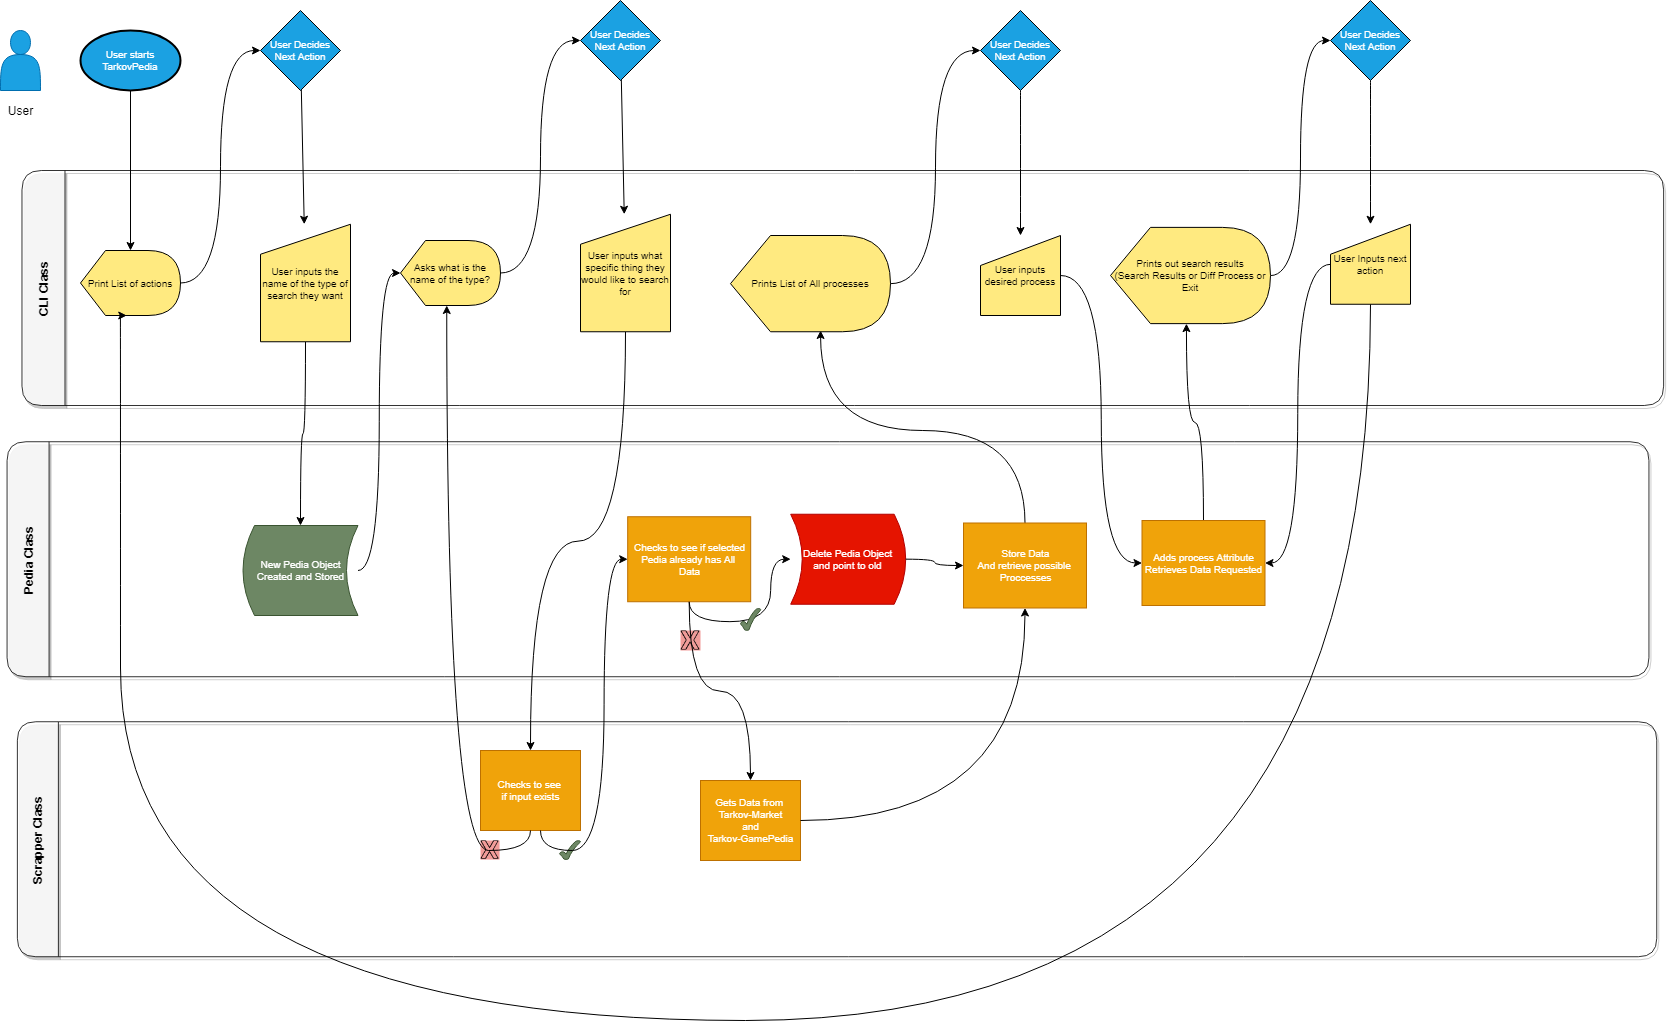 User
User starts
TarkovPedia
User Decides
Next Action
User Decides
Next Action
User Decides
Next Action
User Decides
Next Action
CLI Class
Print List of actions
User inputs the
name of the type of
search they want
Asks what is the
name of the type?
User inputs what
specific thing they
would like to search
for
Prints List of All processes
User inputs
desired process
Prints out search results
(Search Results or Diff Process or
Exit
User Inputs next
action
Pedia Class
New Pedia Object
Created and Stored
Checks to see if selected
Pedia already has All
Data
Delete Pedia Object
and point to old
Store Data
And retrieve possible
Proccesses
Adds process Attribute
Retrieves Data Requested
Scrapper Class
Checks to see
if input exists
Gets Data from
Tarkov-Market
and
Tarkov-GamePedia